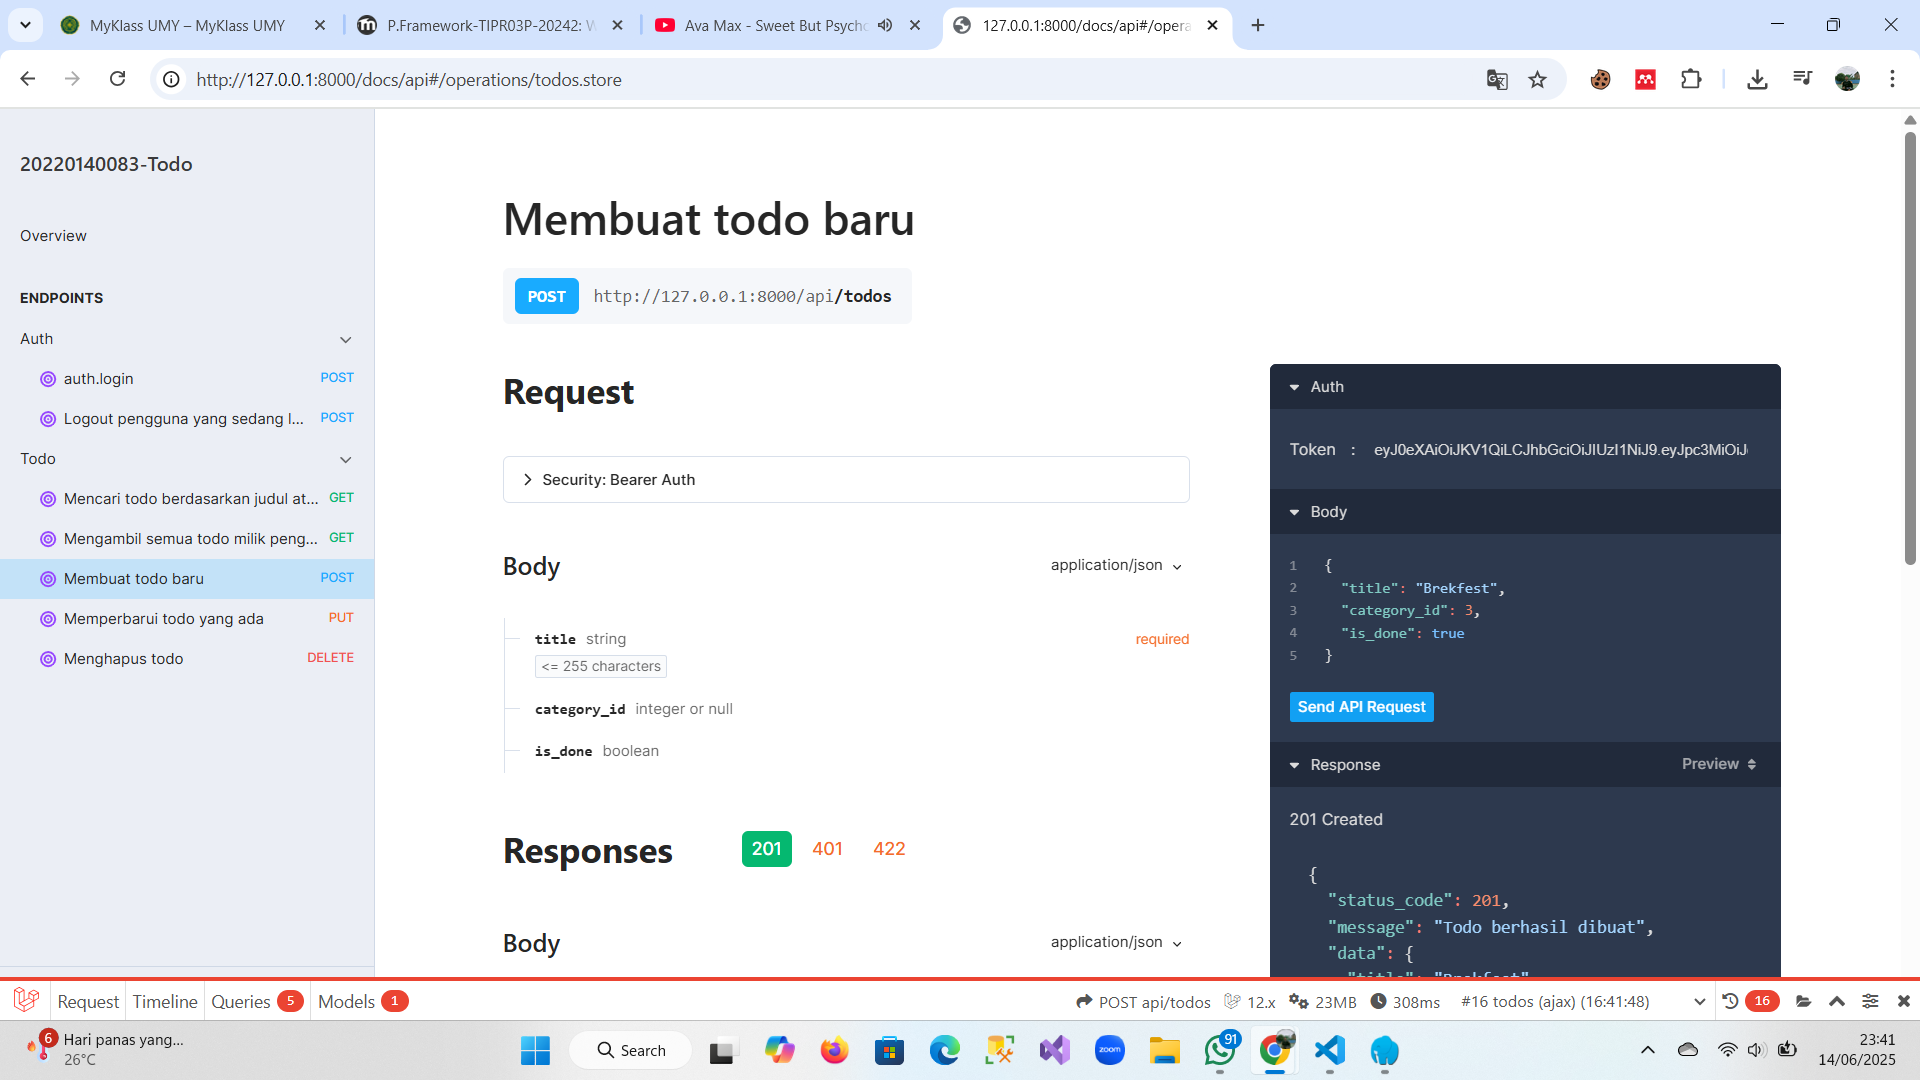 MyKlass UMY – MyKlass UMY
P.Framework-TIPR03P-20242: W
Ava Max - Sweet But Psycho
127.0.0.1:8000/docs/api#/opera
http://127.0.0.1:8000/docs/api#/operations/todos.store
20220140083-Todo
Overview
ENDPOINTS
Auth
auth.login POST
Logout pengguna yang sedang l... POST
Todo
Mencari todo berdasarkan judul at... GET
Mengambil semua todo milik peng... GET
Membuat todo baru POST
Memperbarui todo yang ada PUT
Menghapus todo DELETE
Membuat todo baru
POST http://127.0.0.1:8000/api/todos
Request
Security: Bearer Auth
Body application/json
title string required
<= 255 characters
category_id integer or null
is_done boolean
Responses 201 401 422
Body application/json
Auth
Token : eyJ0eXAiOiJKV1QiLCJhbGciOiJIUzI1NiJ9.eyJpc3MiOiJ
Body
1 {
2 "title": "Brekfest",
3 "category_id": 3,
4 "is_done": true
5 }
Send API Request
Response Preview
201 Created
{
"status_code": 201,
"message": "Todo berhasil dibuat",
"data": {
"title": "Brekfest"
Request Timeline Queries 5 Models 1 POST api/todos 12.x 23MB 308ms #16 todos (ajax) (16:41:48) 16
6
Hari panas yang...
26°C
Search
zoom
91
23:41
14/06/2025